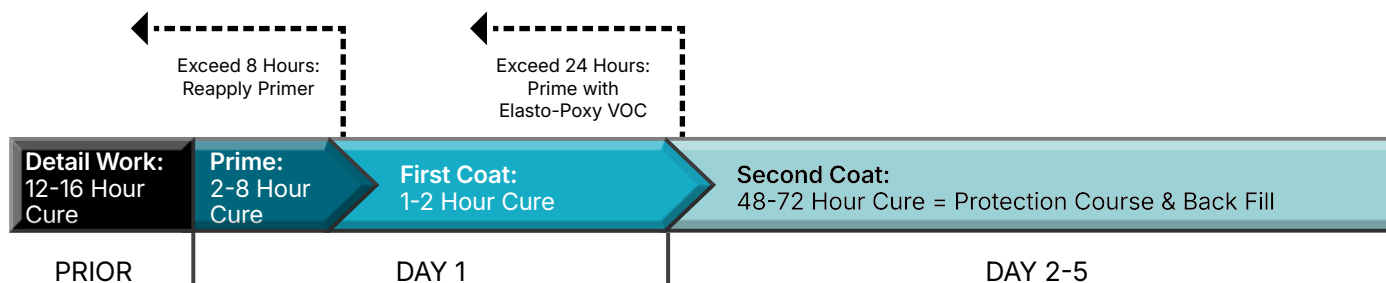 Exceed 8 Hours:
Reapply Primer
Exceed 24 Hours:
Prime with
Elasto-Poxy VOC
Detail Work:
12-16 Hour
Cure
Prime:
2-8 Hour
Cure
First Coat:
1-2 Hour Cure
Second Coat:
48-72 Hour Cure = Protection Course & Back Fill
PRIOR
DAY 1
DAY 2-5